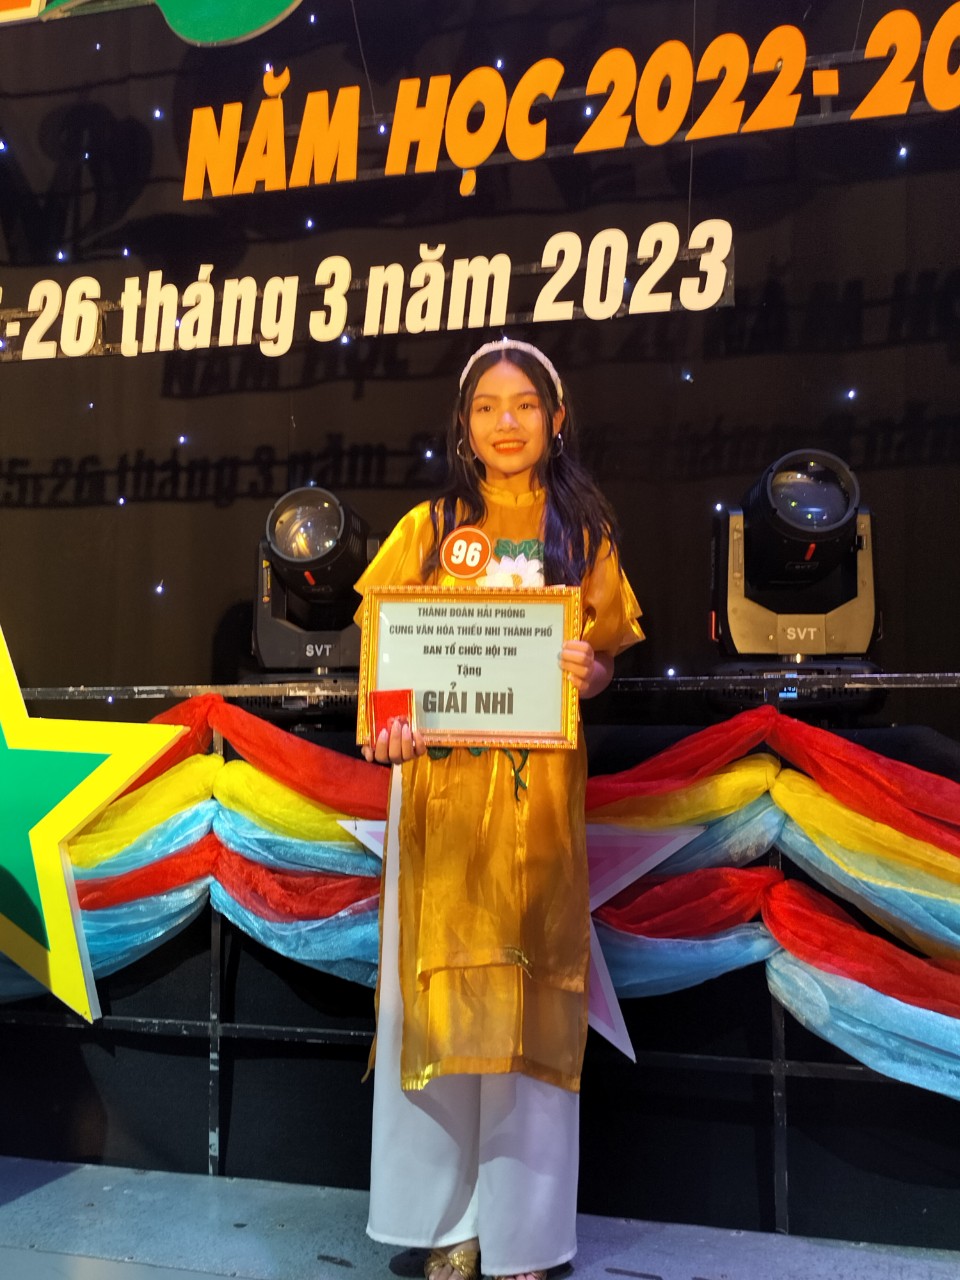 NĂM HỌC 2022-20
-26 tháng 3 năm 2023
96
THÀNH ĐOÀN HẢI PHÒNG
CUNG VĂN HÓA THIẾU NHI THÀNH PHỐ
BAN TỔ CHỨC HỘI THI
Tặng
GIẢI NHÌ
SVT
SVT